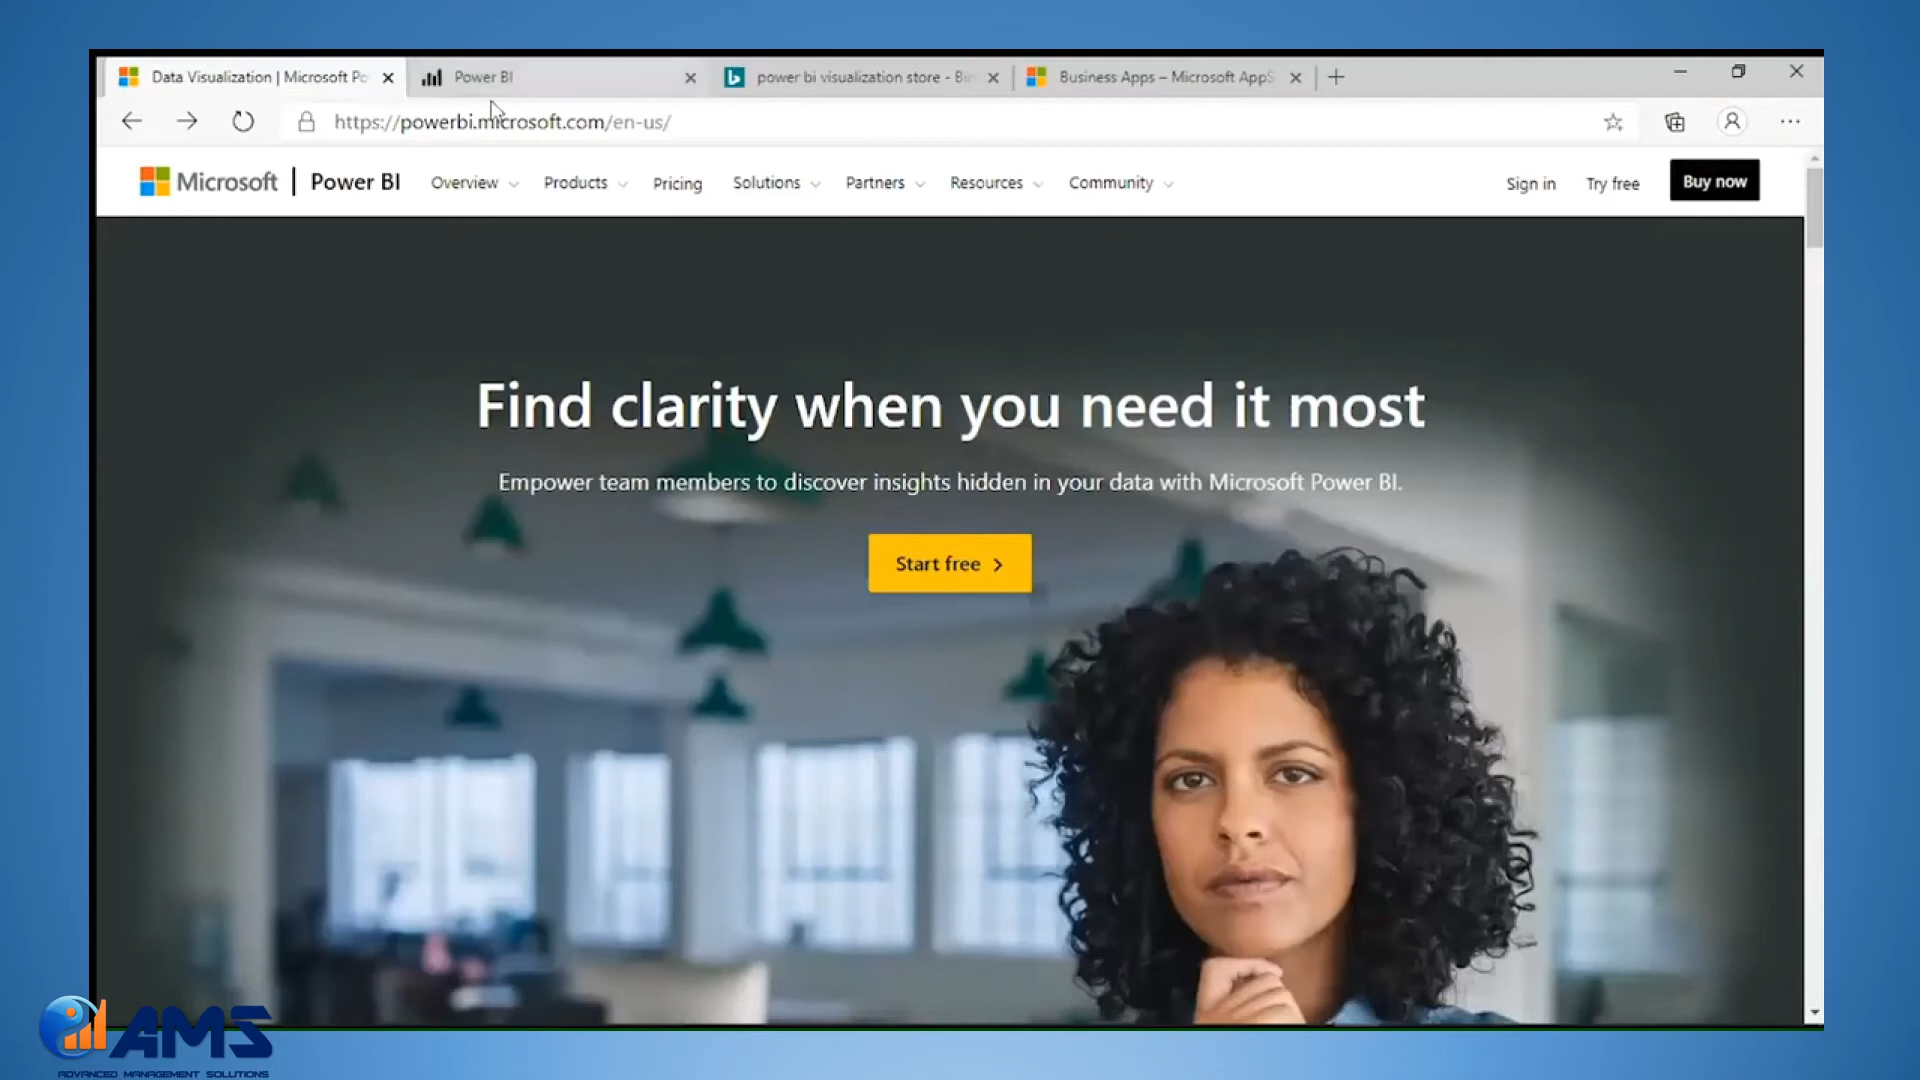 Data Visualization | Microsoft Po
Power BI
power bi visualization store - Bin
Business Apps – Microsoft AppS
https://powerbi.microsoft.com/en-us/
Microsoft | Power BI
Overview
Products
Pricing
Solutions
Partners
Resources
Community
Sign in
Try free
Buy now
Find clarity when you need it most
Empower team members to discover insights hidden in your data with Microsoft Power BI.
Start free >
AMS
ADVANCED MANAGEMENT SOLUTIONS